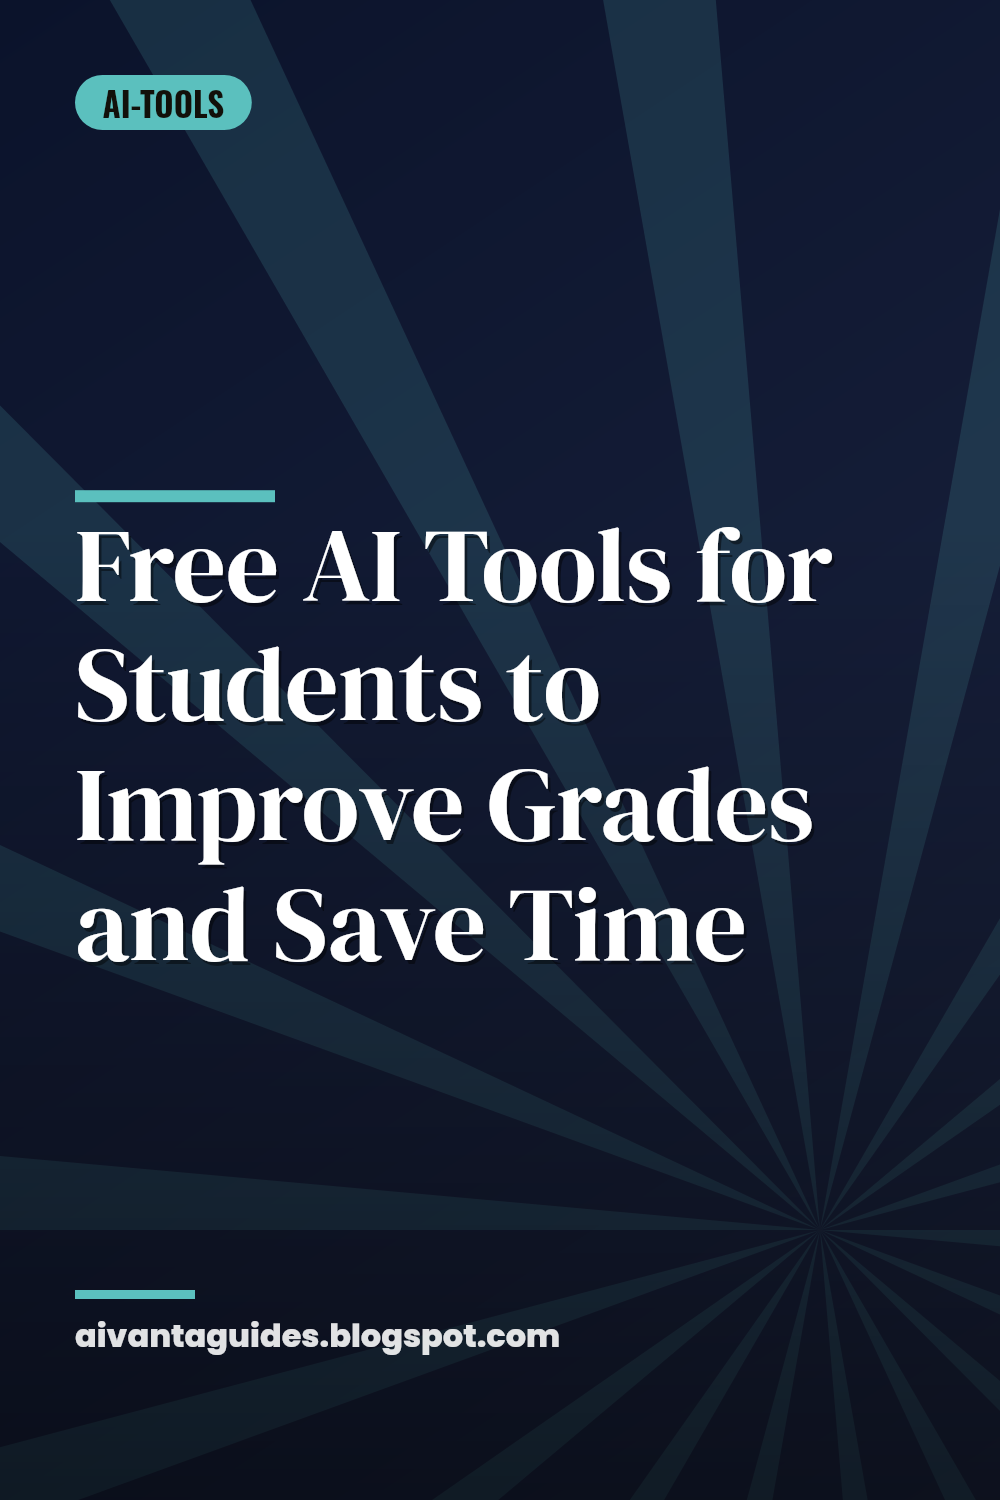 AI-TOOLS
Free AI Tools for
Students to
Improve Grades
and Save Time
aivantaguides.blogspot.com